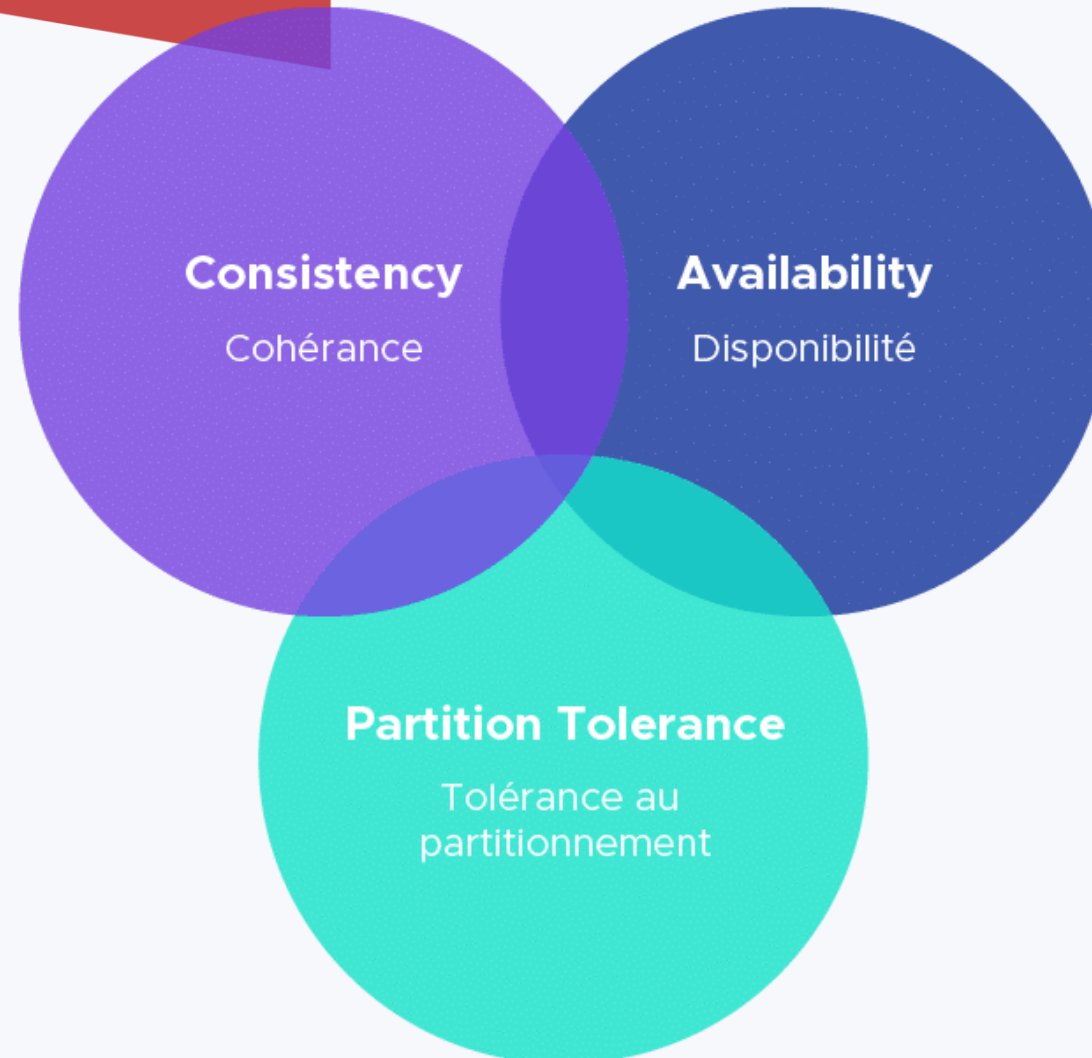 Consistency
Cohérance
Availability
Disponibilité
Partition Tolerance
Tolérance au
partitionnement